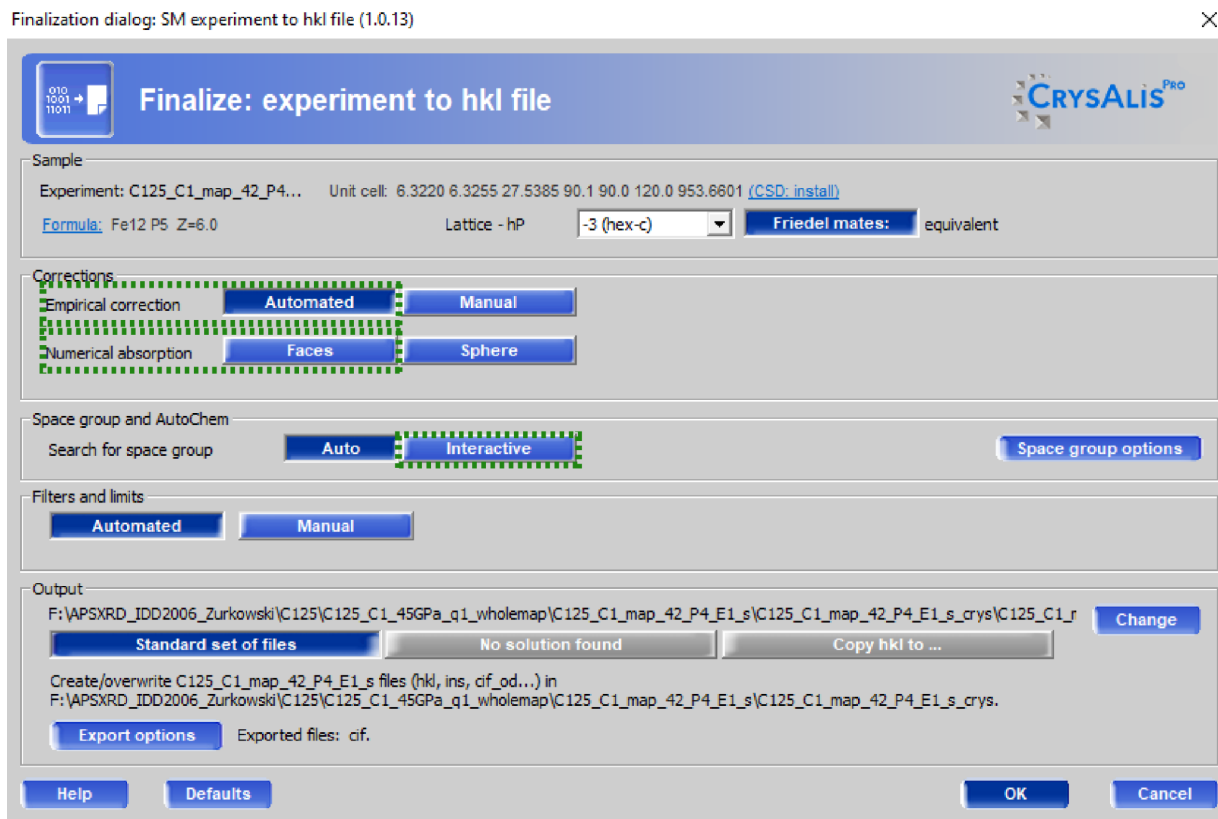 Finalization dialog: SM experiment to hkl file (1.0.13)
010
1001
11011
Finalize: experiment to hkl file
CRYSALIS PRO
Sample
Experiment: C125_C1_map_42_P4... Unit cell: 6.3220 6.3255 27.5385 90.1 90.0 120.0 953.6601 (CSD: install)
Formula: Fe12 P5 Z=6.0 Lattice - hP -3 (hex-c) Friedel mates: equivalent
Corrections
Empirical correction Automated Manual
Numerical absorption Faces Sphere
Space group and AutoChem
Search for space group Auto Interactive Space group options
Filters and limits
Automated Manual
Output
F:\APSXRD_IDD2006_Zurkowski\C125\C125_C1_45GPa_q1_wholemap\C125_C1_map_42_P4_E1_s\C125_C1_map_42_P4_E1_s_crys\C125_C1_r Change
Standard set of files No solution found Copy hkl to ...
Create/overwrite C125_C1_map_42_P4_E1_s files (hkl, ins, cif_od...) in
F:\APSXRD_IDD2006_Zurkowski\C125\C125_C1_45GPa_q1_wholemap\C125_C1_map_42_P4_E1_s\C125_C1_map_42_P4_E1_s_crys.
Export options Exported files: cif.
Help Defaults OK Cancel